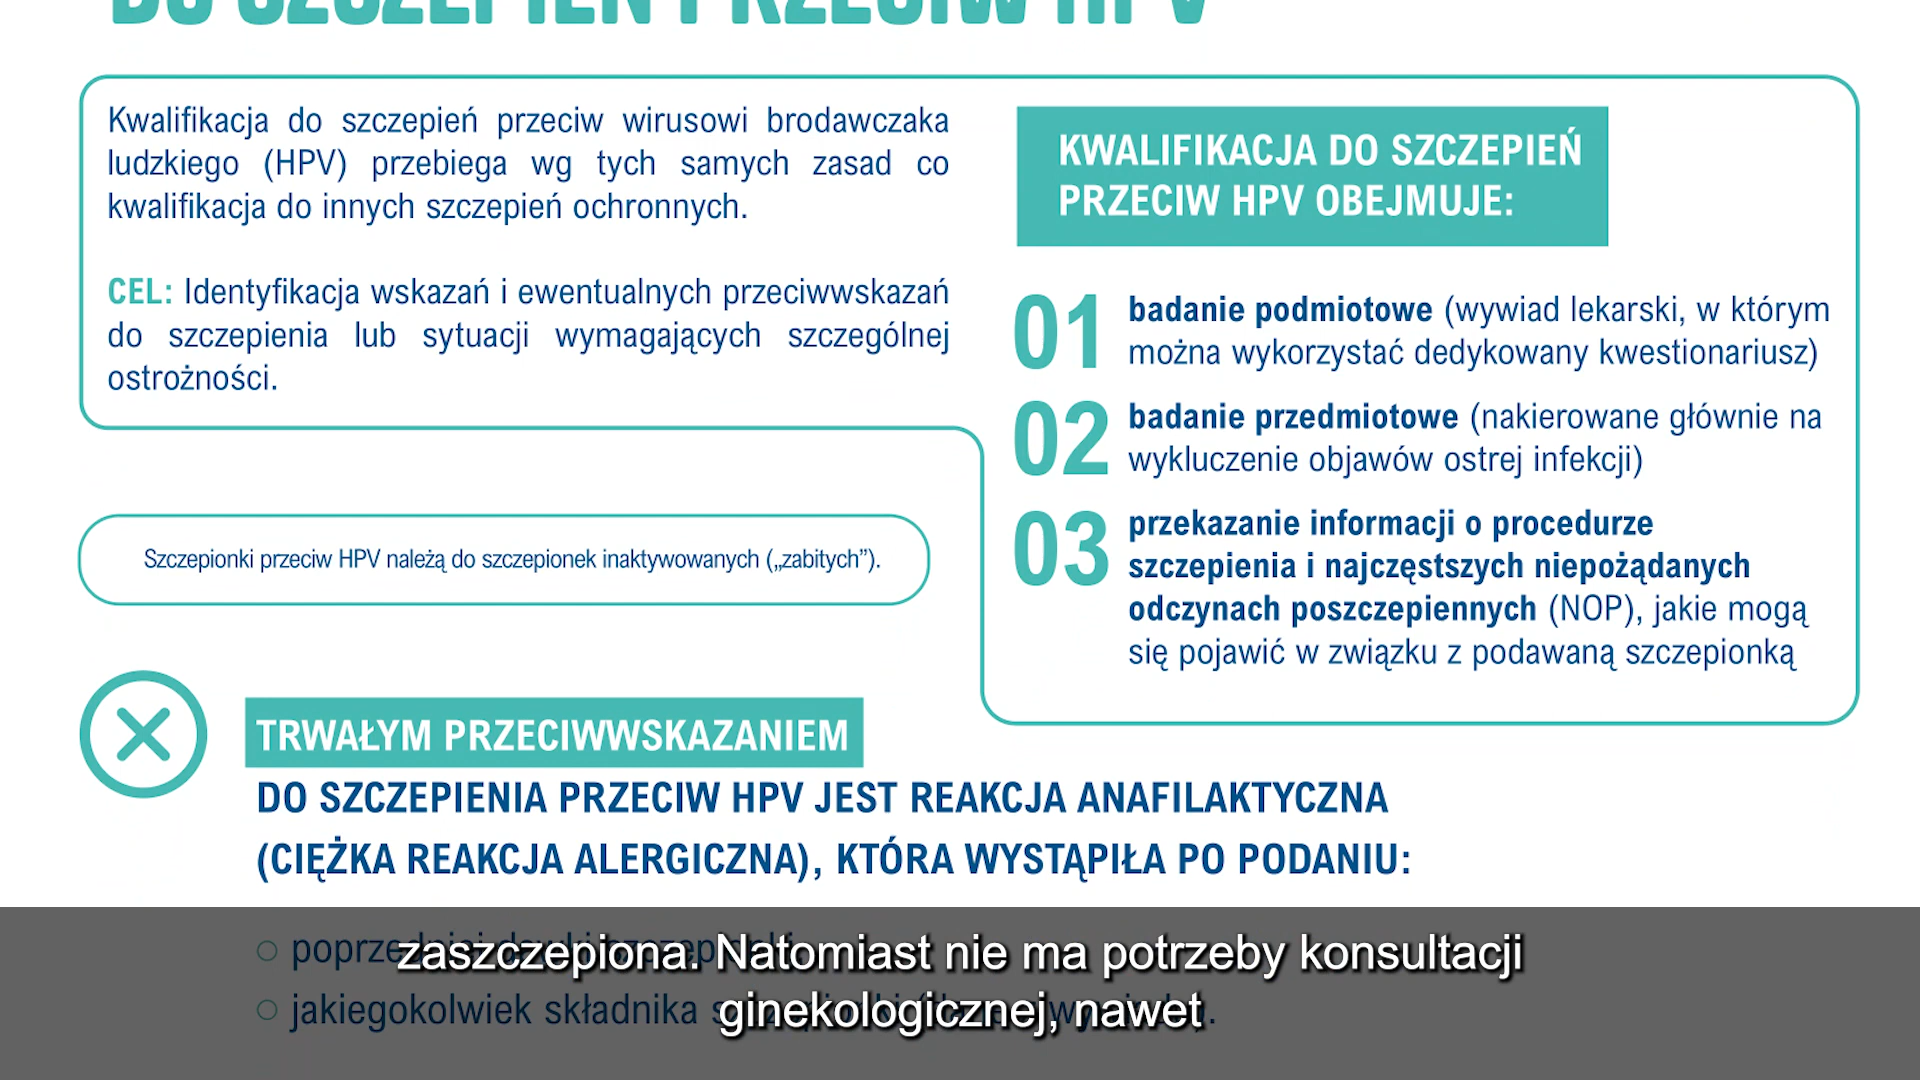 DO SZCZEPIEŃ PRZECIW HPV
Kwalifikacja do szczepień przeciw wirusowi brodawczaka
ludzkiego (HPV) przebiega wg tych samych zasad co
kwalifikacja do innych szczepień ochronnych.
CEL: Identyfikacja wskazań i ewentualnych przeciwwskazań
do szczepienia lub sytuacji wymagających szczególnej
ostrożności.
KWALIFIKACJA DO SZCZEPIEŃ
PRZECIW HPV OBEJMUJE:
01 badanie podmiotowe (wywiad lekarski, w którym
można wykorzystać dedykowany kwestionariusz)
02 badanie przedmiotowe (nakierowane głównie na
wykluczenie objawów ostrej infekcji)
03 przekazanie informacji o procedurze
szczepienia i najczęstszych niepożądanych
odczynach poszczepiennych (NOP), jakie mogą
się pojawić w związku z podawaną szczepionką
Szczepionki przeciw HPV należą do szczepionek inaktywowanych („zabitych”).
TRWAŁYM PRZECIWWSKAZANIEM
DO SZCZEPIENIA PRZECIW HPV JEST REAKCJA ANAFILAKTYCZNA
(CIĘŻKA REAKCJA ALERGICZNA), KTÓRA WYSTĄPIŁA PO PODANIU:
jakiegokolwiek składnika
zaszczepiona. Natomiast nie ma potrzeby konsultacji
ginekologicznej, nawet